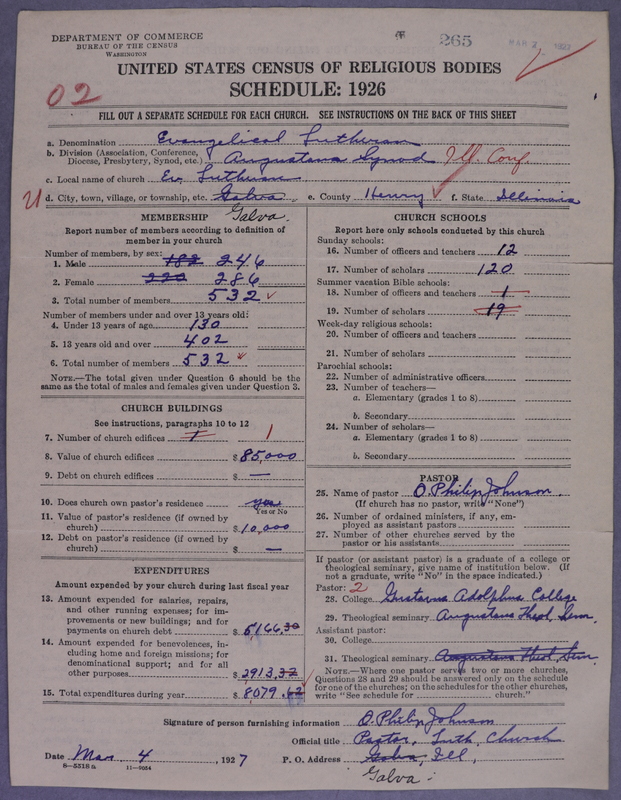 DEPARTMENT OF COMMERCE
BUREAU OF THE CENSUS
WASHINGTON
265
MAR 7 1927
UNITED STATES CENSUS OF RELIGIOUS BODIES
SCHEDULE: 1926
02
FILL OUT A SEPARATE SCHEDULE FOR EACH CHURCH. SEE INSTRUCTIONS ON THE BACK OF THIS SHEET
a. Denomination Evangelical Lutheran
b. Division (Association, Conference, Diocese, Presbytery, Synod, etc.) Augustana Synod Ill. Conf
c. Local name of church Ev. Lutheran
21 d. City, town, village, or township, etc. Galva e. County Henry f. State Illinois
Galva.
MEMBERSHIP
Report number of members according to definition of
member in your church
Number of members, by sex:
1. Male 182 246
2. Female 220 286
3. Total number of members 532
Number of members under and over 13 years old:
4. Under 13 years of age 130
5. 13 years old and over 402
6. Total number of members 532
NOTE.—The total given under Question 6 should be the
same as the total of males and females given under Question 3.
CHURCH BUILDINGS
See instructions, paragraphs 10 to 12
7. Number of church edifices 1 1
8. Value of church edifices $ 85,000
9. Debt on church edifices $ —
10. Does church own pastor's residence yes
Yes or No
11. Value of pastor's residence (if owned by
church) $ 10,000
12. Debt on pastor's residence (if owned by
church) $ —
EXPENDITURES
Amount expended by your church during last fiscal year
13. Amount expended for salaries, repairs,
and other running expenses; for im-
provements or new buildings; and for
payments on church debt $ 5166.30
14. Amount expended for benevolences, in-
cluding home and foreign missions; for
denominational support; and for all
other purposes $ 2913.32
15. Total expenditures during year $ 8079.62
CHURCH SCHOOLS
Report here only schools conducted by this church
Sunday schools:
16. Number of officers and teachers 12
17. Number of scholars 120
Summer vacation Bible schools:
18. Number of officers and teachers 1
19. Number of scholars 19
Week-day religious schools:
20. Number of officers and teachers
21. Number of scholars
Parochial schools:
22. Number of administrative officers
23. Number of teachers—
a. Elementary (grades 1 to 8)
b. Secondary
24. Number of scholars—
a. Elementary (grades 1 to 8)
b. Secondary
PASTOR
25. Name of pastor O. Philip Johnson
(If church has no pastor, write "None")
26. Number of ordained ministers, if any, em-
ployed as assistant pastors
27. Number of other churches served by the
pastor or his assistants
If pastor (or assistant pastor) is a graduate of a college or
theological seminary, give name of institution below. (If
not a graduate, write "No" in the space indicated.)
Pastor: 2
28. College Gustavus Adolphus College
29. Theological seminary Augustana Theol. Sem.
Assistant pastor:
30. College
31. Theological seminary Augustana Theol. Sem.
NOTE.—Where one pastor served two or more churches,
Questions 28 and 29 should be answered only on the schedule
for one of the churches; on the schedules for the other churches,
write "See schedule for church."
Signature of person furnishing information O. Philip Johnson
Official title Pastor, Luth. Church
Date Mar 4, 1927 P. O. Address Galva, Ill.
8—5318 a 11—9054
Galva.